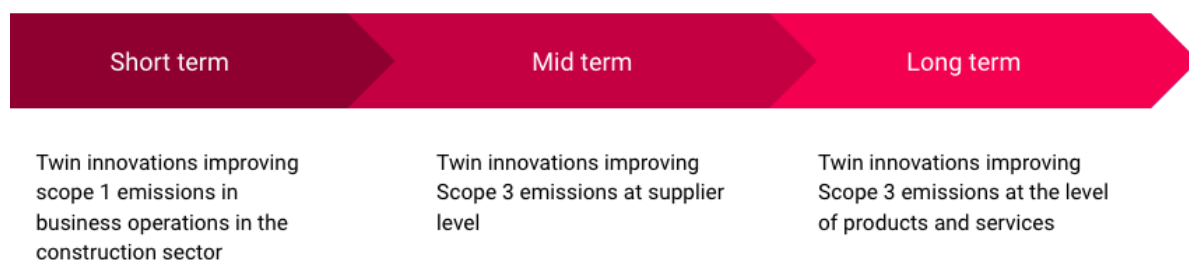 Short term
Mid term
Long term
Twin innovations improving
scope 1 emissions in
business operations in the
construction sector
Twin innovations improving
Scope 3 emissions at supplier
level
Twin innovations improving
Scope 3 emissions at the level
of products and services